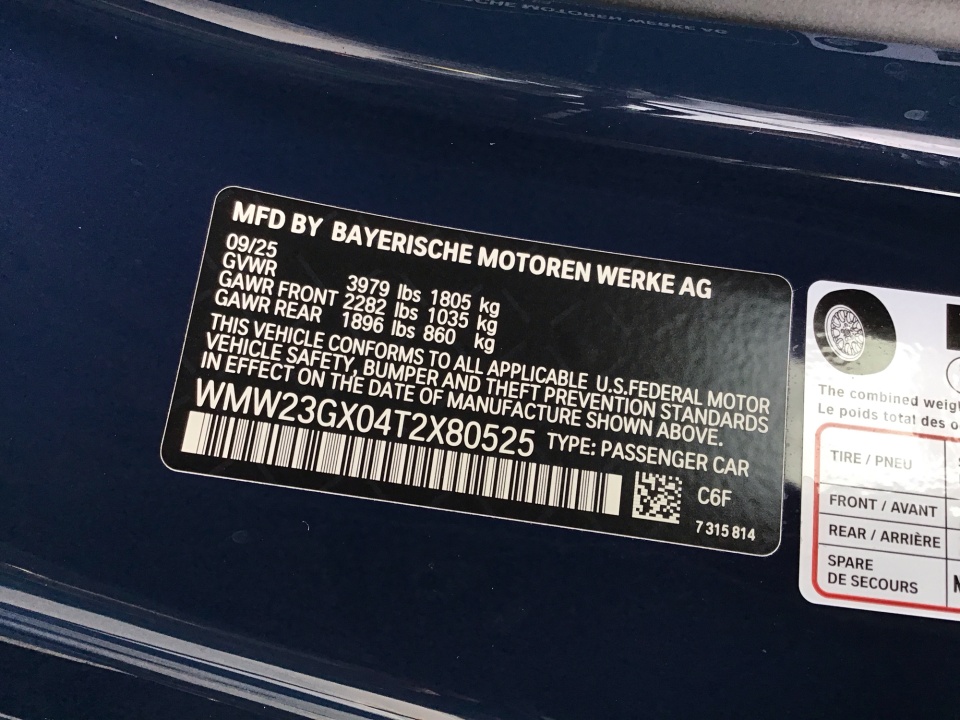 MFD BY BAYERISCHE MOTOREN WERKE AG
09/25
GVWR 3979 lbs 1805 kg
GAWR FRONT 2282 lbs 1035 kg
GAWR REAR 1896 lbs 860 kg
THIS VEHICLE CONFORMS TO ALL APPLICABLE U.S.FEDERAL MOTOR
VEHICLE SAFETY, BUMPER AND THEFT PREVENTION STANDARDS
IN EFFECT ON THE DATE OF MANUFACTURE SHOWN ABOVE.
WMW23GX04T2X80525 TYPE: PASSENGER CAR
C6F
7 315 814
The combined
Le poids total des
TIRE / PNEU
FRONT / AVANT
REAR / ARRIÈRE
SPARE
DE SECOURS